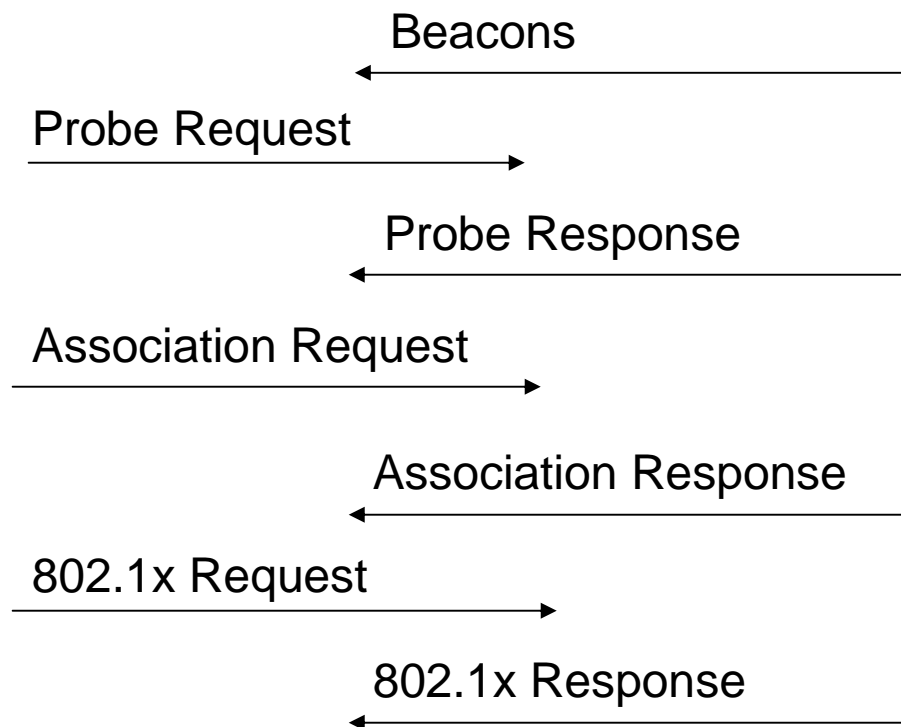 Beacons
Probe Request
Probe Response
Association Request
Association Response
802.1x Request
802.1x Response